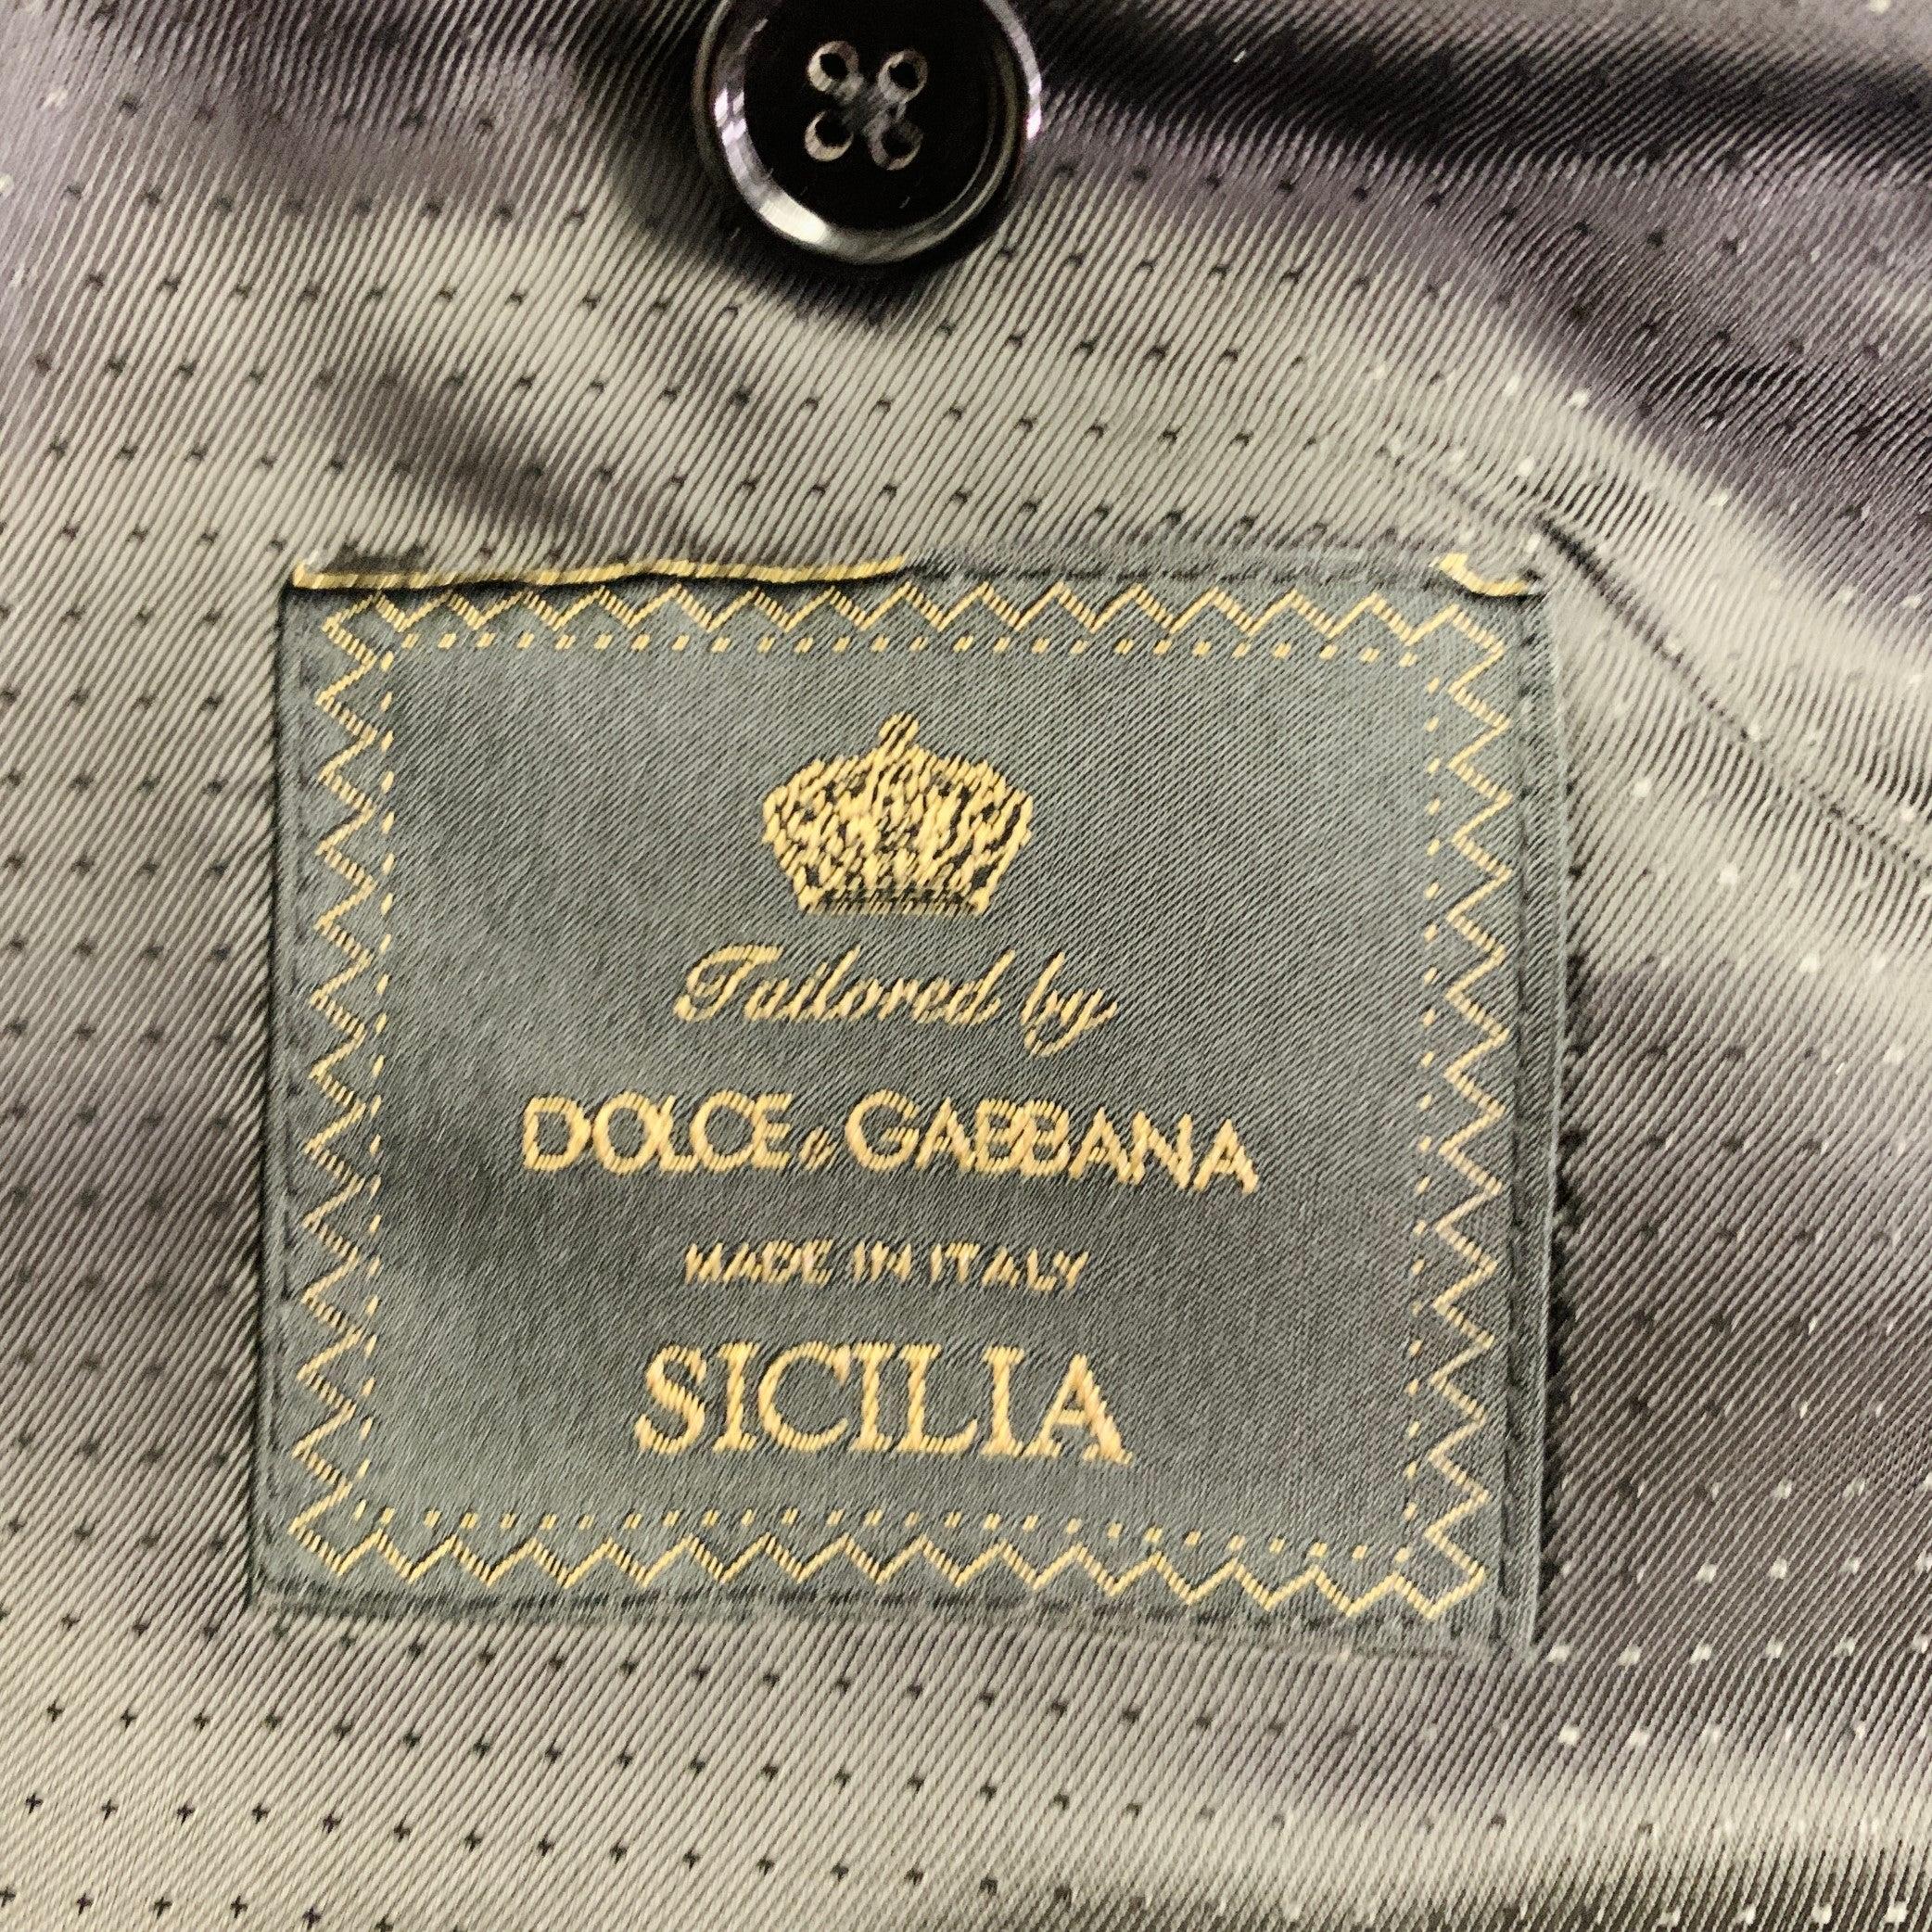 Tailored by
DOLCE & GABBANA
MADE IN ITALY
SICILIA